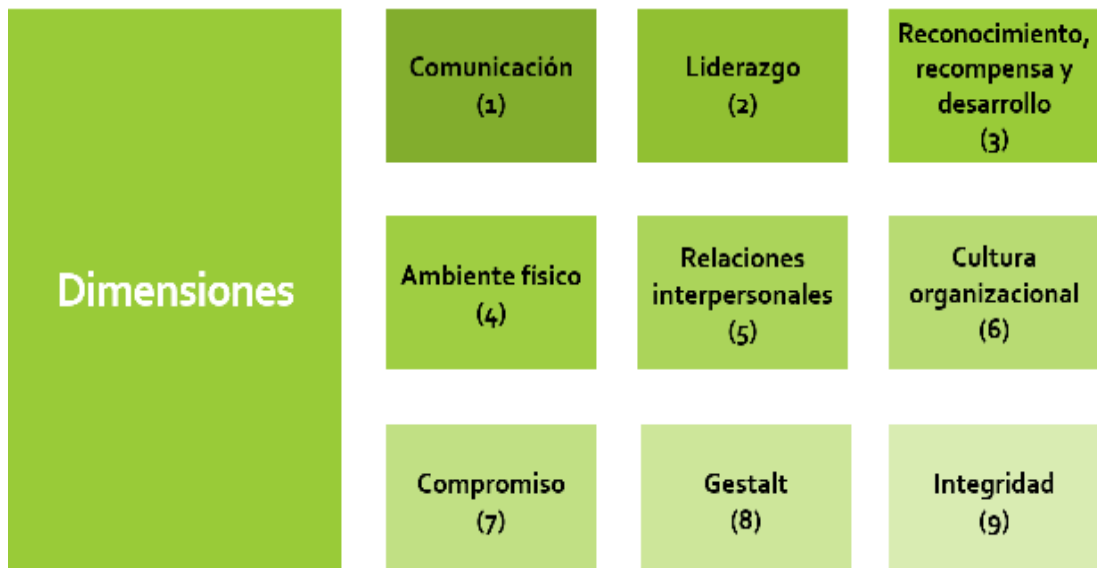 Dimensiones
Comunicación
(1)
Liderazgo
(2)
Reconocimiento,
recompensa y
desarrollo
(3)
Ambiente físico
(4)
Relaciones
interpersonales
(5)
Cultura
organizacional
(6)
Compromiso
(7)
Gestalt
(8)
Integridad
(9)